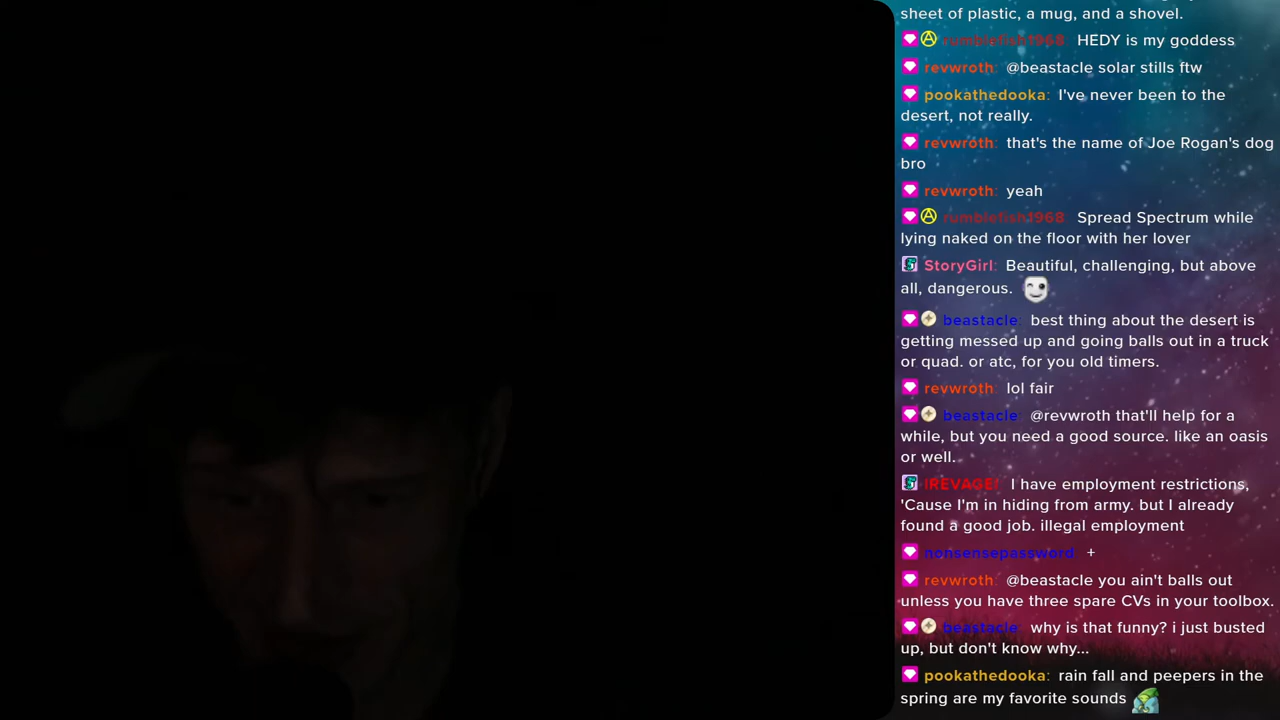 sheet of plastic, a mug, and a shovel.
rumblefish1968 HEDY is my goddess
revwroth: @beastacle solar stills ftw
pookathedooka: I've never been to the
desert, not really.
revwroth: that's the name of Joe Rogan's dog
bro
revwroth: yeah
rumblefish1968 Spread Spectrum while
lying naked on the floor with her lover
StoryGirl: Beautiful, challenging, but above
all, dangerous.
beastacle: best thing about the desert is
getting messed up and going balls out in a truck
or quad. or atc, for you old timers.
revwroth: lol fair
beastacle: @revwroth that'll help for a
while, but you need a good source. like an oasis
or well.
IREVAGE! I have employment restrictions,
'Cause I'm in hiding from army. but I already
found a good job. illegal employment
nonsensepassword +
revwroth: @beastacle you ain't balls out
unless you have three spare CVs in your toolbox.
beastacle: why is that funny? i just busted
up, but don't know why...
pookathedooka: rain fall and peepers in the
spring are my favorite sounds